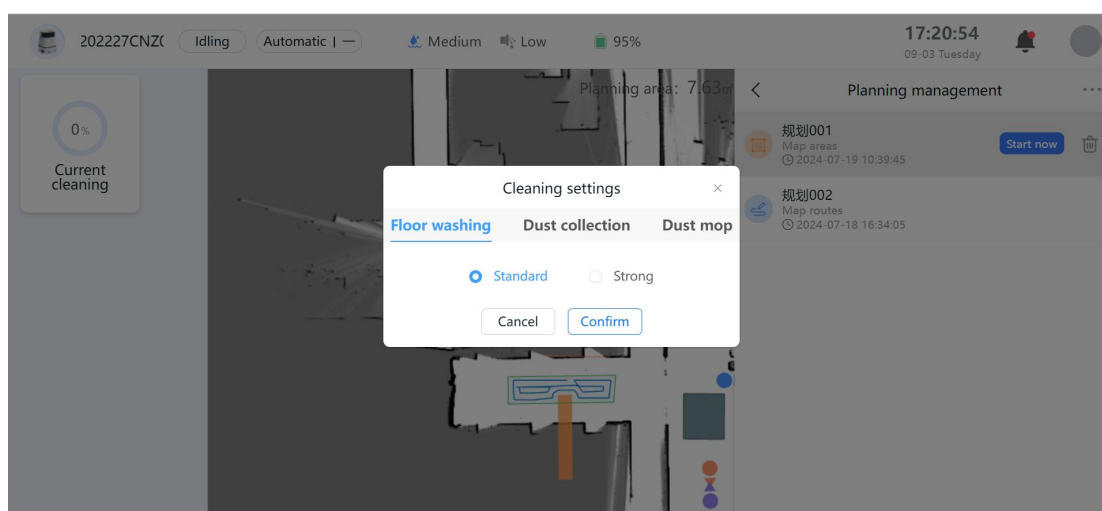 202227CNZ(
Idling
Automatic | —
Medium
Low
95%
17:20:54
09-03 Tuesday
0%
Current
cleaning
Planning area: 7.63㎡
Planning management
规划001
Map areas
2024-07-19 10:39:45
Start now
规划002
Map routes
2024-07-18 16:34:05
Cleaning settings
Floor washing
Dust collection
Dust mop
Standard
Strong
Cancel
Confirm